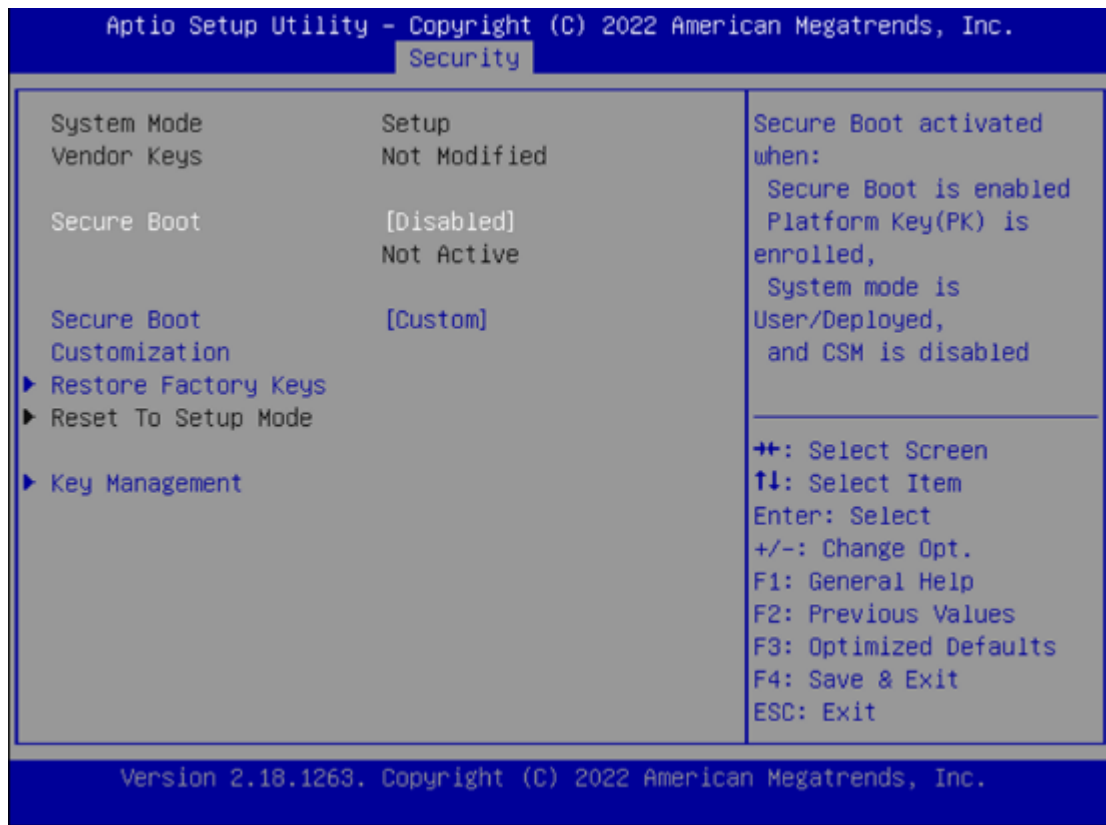 Aptio Setup Utility – Copyright (C) 2022 American Megatrends, Inc.
Security
System Mode Setup
Vendor Keys Not Modified
Secure Boot [Disabled]
Not Active
Secure Boot [Custom]
Customization
▶ Restore Factory Keys
▶ Reset To Setup Mode
▶ Key Management
Secure Boot activated
when:
Secure Boot is enabled
Platform Key(PK) is
enrolled,
System mode is
User/Deployed,
and CSM is disabled
→←: Select Screen
↑↓: Select Item
Enter: Select
+/-: Change Opt.
F1: General Help
F2: Previous Values
F3: Optimized Defaults
F4: Save & Exit
ESC: Exit
Version 2.18.1263. Copyright (C) 2022 American Megatrends, Inc.